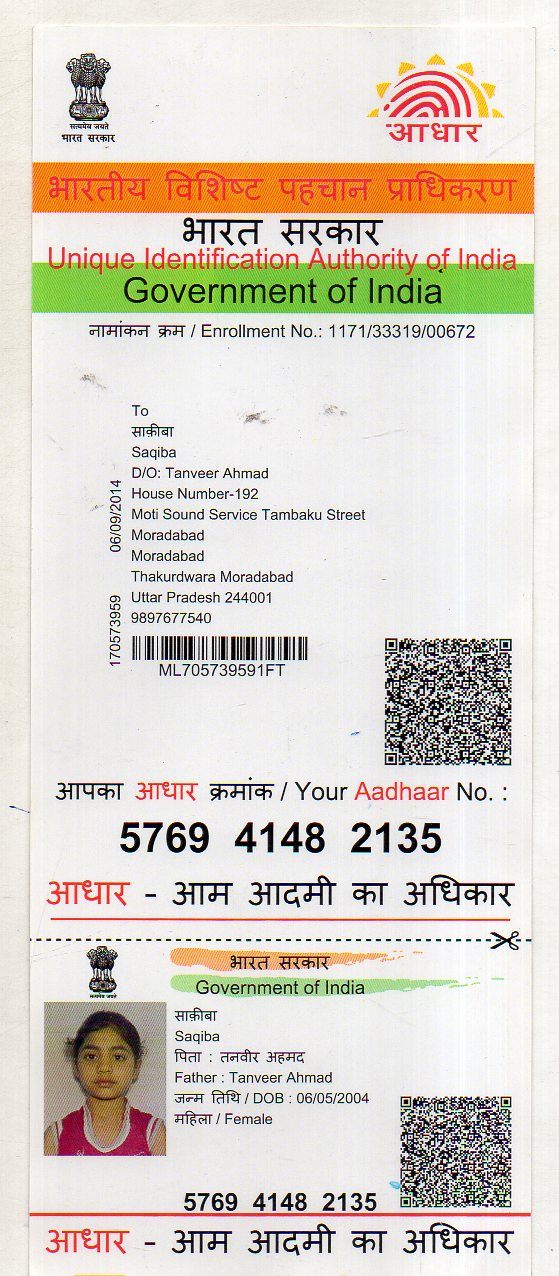 सत्यमेव जयते
भारत सरकार
आधार
भारतीय विशिष्ट पहचान प्राधिकरण
भारत सरकार
Unique Identification Authority of India
Government of India
नामांकन क्रम / Enrollment No.: 1171/33319/00672
To
साक़ीबा
Saqiba
D/O: Tanveer Ahmad
House Number-192
Moti Sound Service Tambaku Street
Moradabad
Moradabad
Thakurdwara Moradabad
Uttar Pradesh 244001
9897677540
170573959 06/09/2014
ML705739591FT
आपका आधार क्रमांक / Your Aadhaar No. :
5769 4148 2135
आधार - आम आदमी का अधिकार
सत्यमेव जयते
भारत सरकार
Government of India
साक़ीबा
Saqiba
पिता : तनवीर अहमद
Father : Tanveer Ahmad
जन्म तिथि / DOB : 06/05/2004
महिला / Female
5769 4148 2135
आधार - आम आदमी का अधिकार